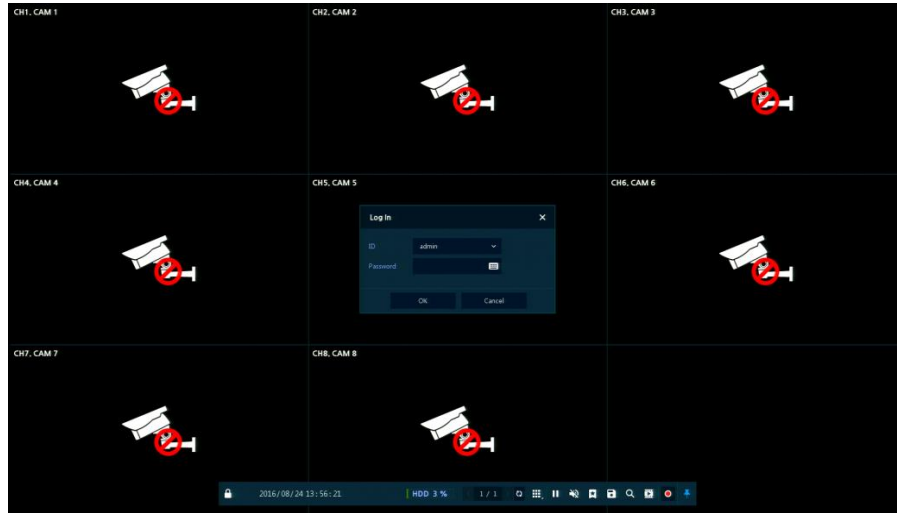 CH1, CAM 1
CH2, CAM 2
CH3, CAM 3
CH4, CAM 4
CH5, CAM 5
CH6, CAM 6
Log In
ID
admin
Password
OK Cancel
CH7, CAM 7
CH8, CAM 8
2016/08/24 13:56:21 HDD 3 % 1/1